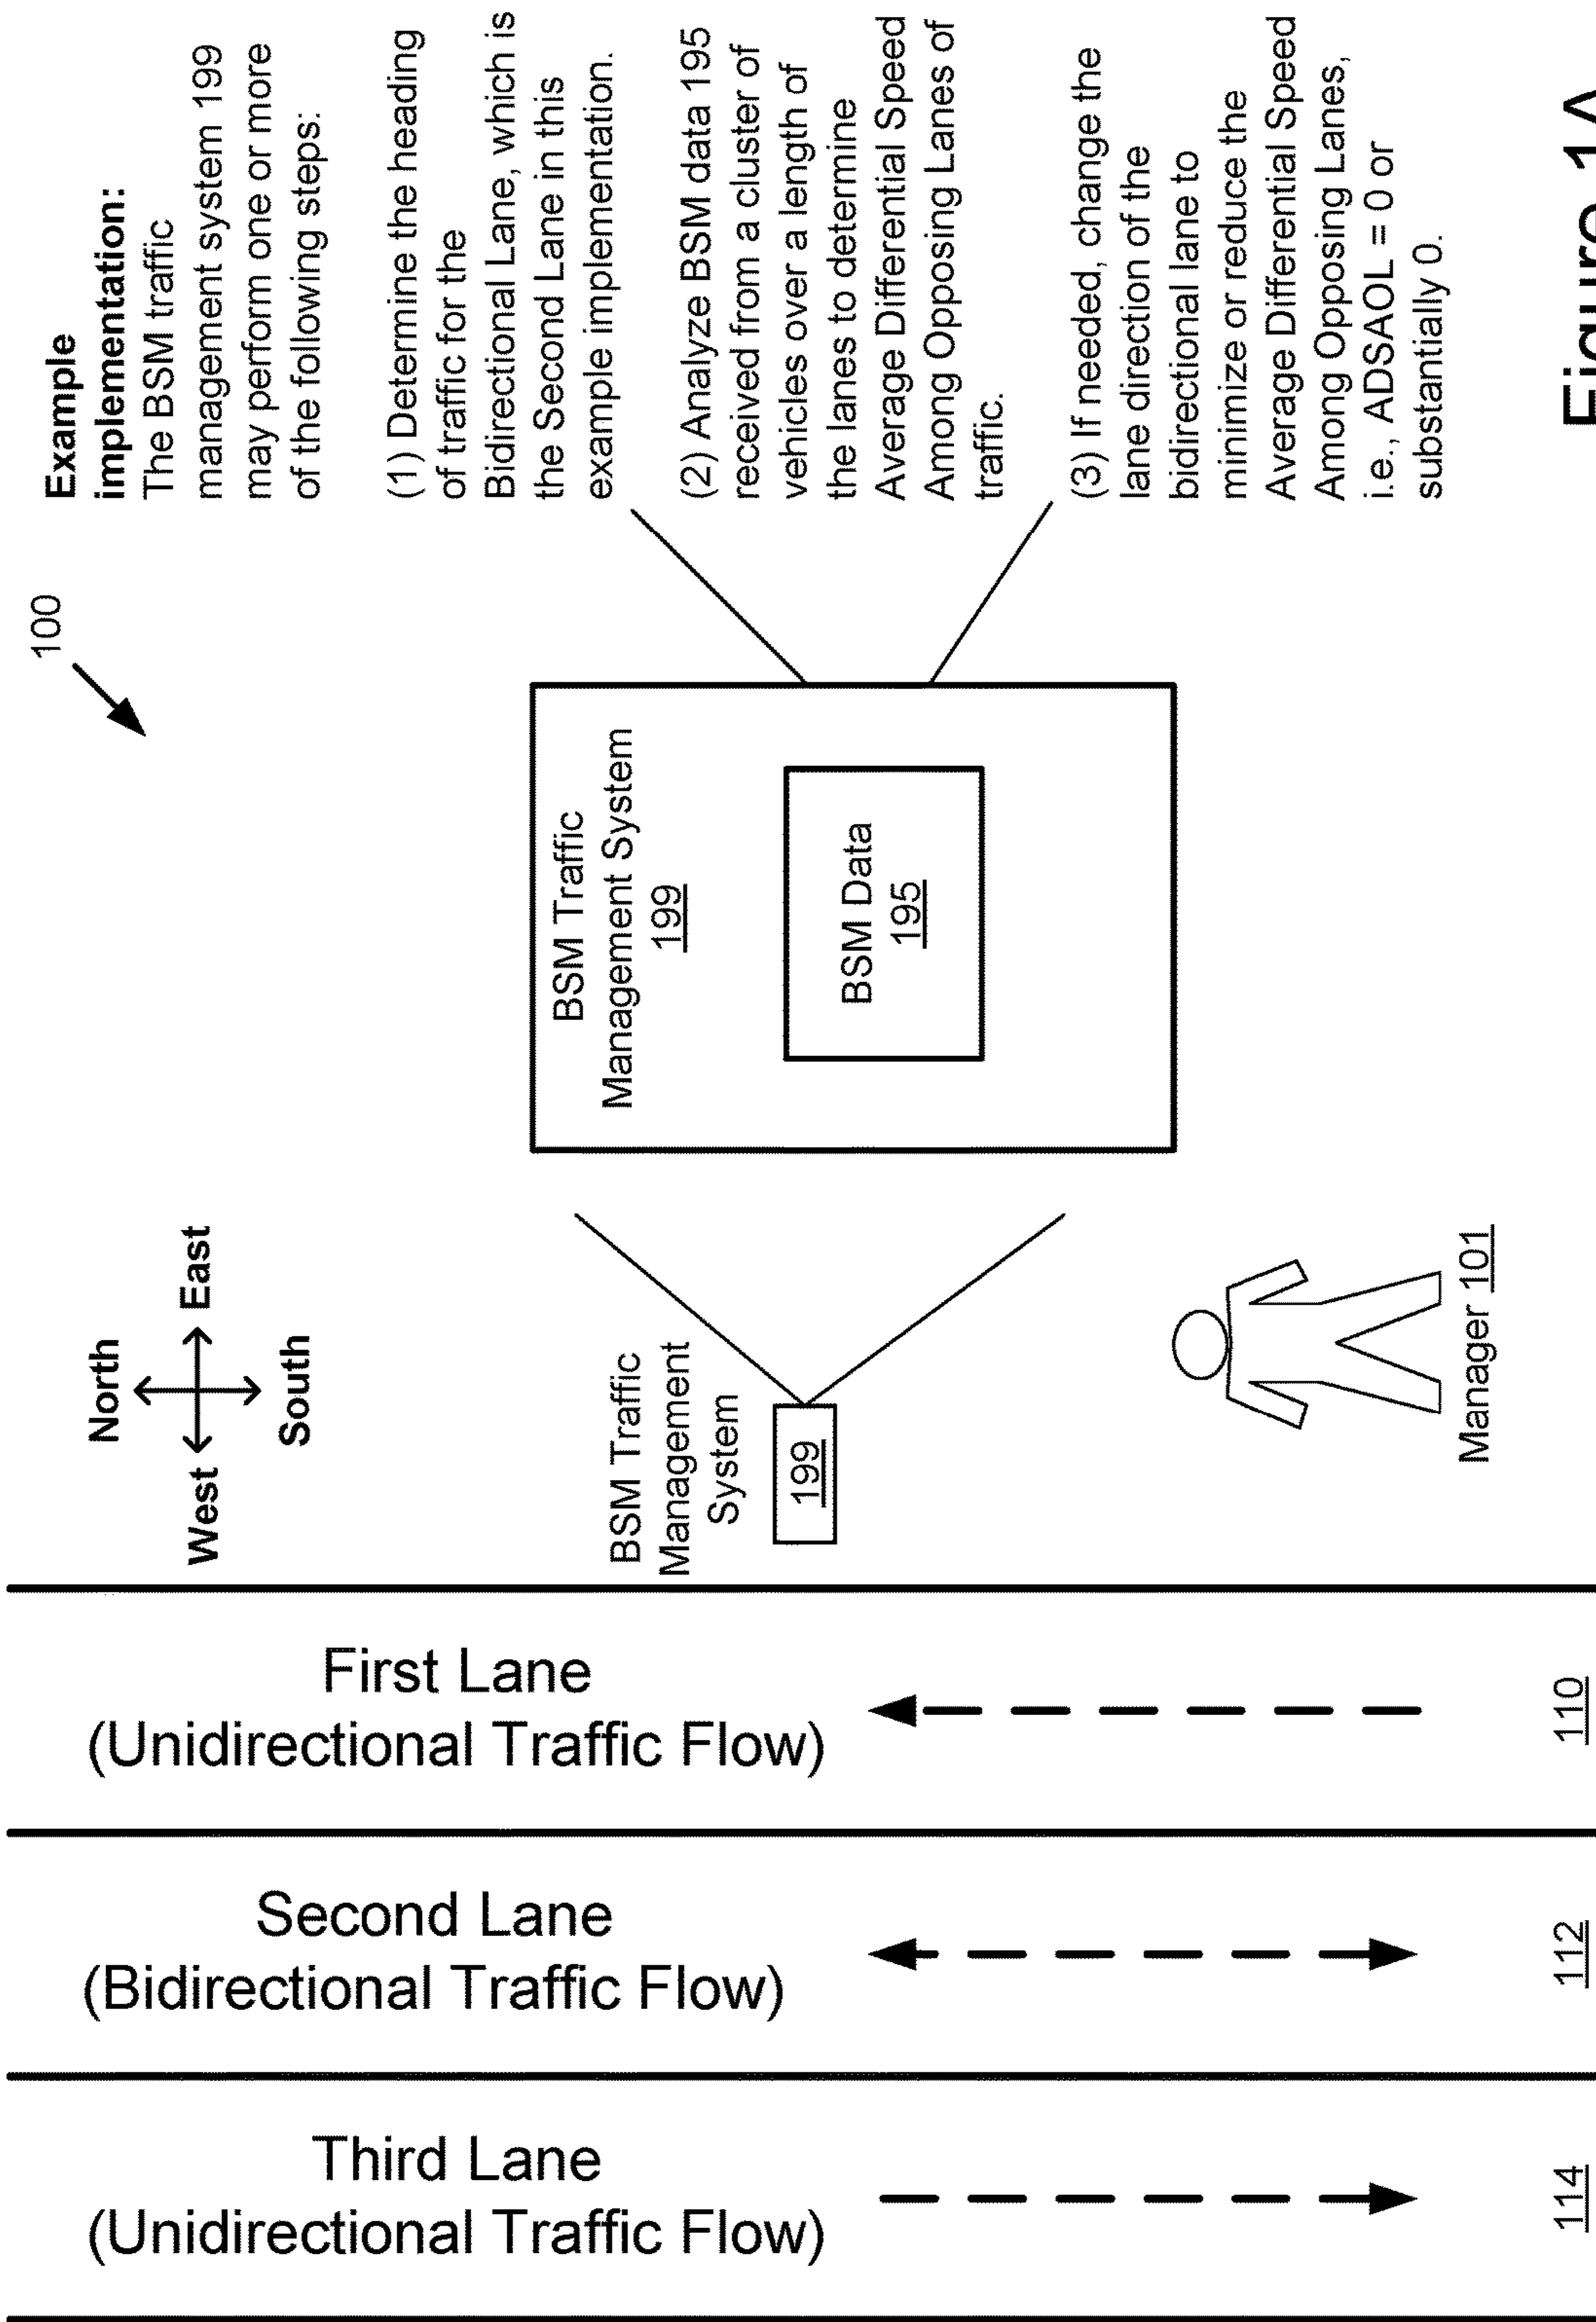 Third Lane
(Unidirectional Traffic Flow)
114
Second Lane
(Bidirectional Traffic Flow)
112
First Lane
(Unidirectional Traffic Flow)
110
North
West
East
South
BSM Traffic
Management
System
199
Manager 101
100
BSM Traffic
Management System
199
BSM Data
195
Example
implementation:
The BSM traffic
management system 199
may perform one or more
of the following steps:
(1) Determine the heading
of traffic for the
Bidirectional Lane, which is
the Second Lane in this
example implementation.
(2) Analyze BSM data 195
received from a cluster of
vehicles over a length of
the lanes to determine
Average Differential Speed
Among Opposing Lanes of
traffic.
(3) If needed, change the
lane direction of the
bidirectional lane to
minimize or reduce the
Average Differential Speed
Among Opposing Lanes,
i.e., ADSAOL = 0 or
substantially 0.
Figure 1A